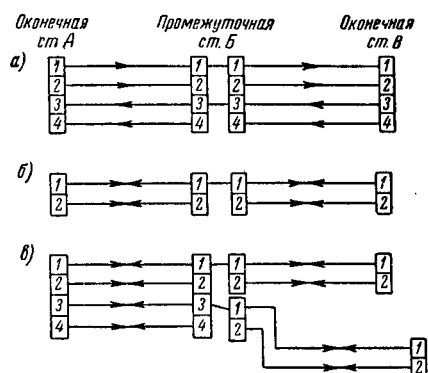 Оконечная Промежуточная Оконечная
ст. А ст. Б ст. В
а) 1 1 1 1
2 2 2 2
3 3 3 3
4 4 4 4
б) 1 1 1 1
2 2 2 2
в) 1 1 1 1
2 2 2 2
3 3 1
4 4 2
1
2